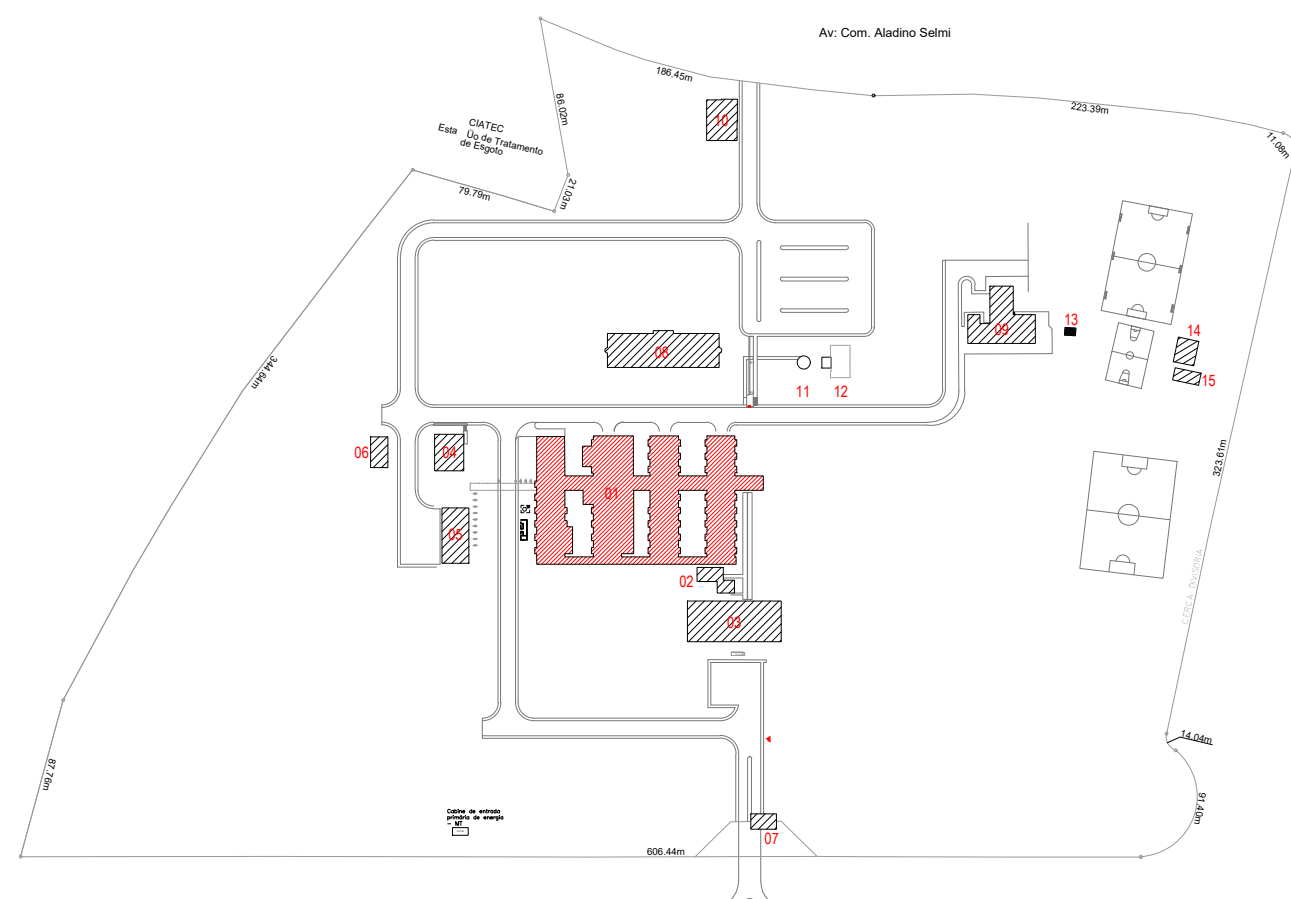 Av: Com. Aladino Selmi
186.45m
223.39m
11.08m
86.02m
CIATEC
Esta Üo de Tratamento
de Esgoto
79.79m
21.03m
10
344.64m
08
09
13
14
15
11
12
06
04
01
05
02
03
323.61m
CERCA DIVISORIA
14.04m
91.40m
87.76m
Cabine de entrada
primária de energia
- MT
07
606.44m